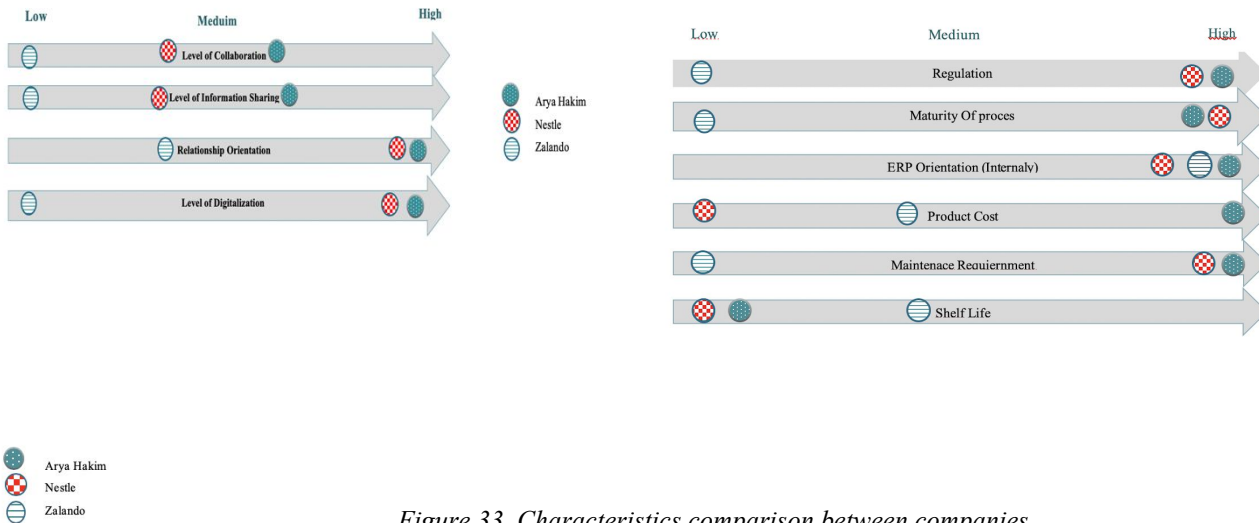 Low Meduim High
Level of Collaboration
Level of Information Sharing
Relationship Orientation
Level of Digitalization
Arya Hakim
Nestle
Zalando
Low Medium High
Regulation
Maturity Of proces
ERP Orientation (Internaly)
Product Cost
Maintenace Requiernment
Shelf Life
Arya Hakim
Nestle
Zalando
Figure 33. Characteristics comparison between companies